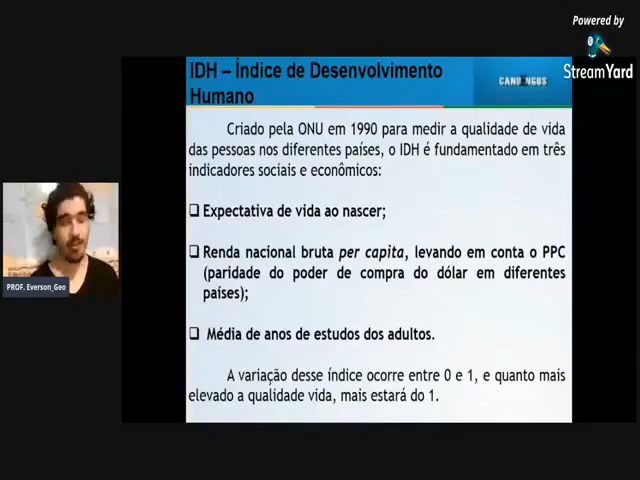 Powered by
StreamYard
IDH – Índice de Desenvolvimento
Humano
CANDANGOS
Criado pela ONU em 1990 para medir a qualidade de vida
das pessoas nos diferentes países, o IDH é fundamentado em três
indicadores sociais e econômicos:
Expectativa de vida ao nascer;
Renda nacional bruta per capita, levando em conta o PPC
(paridade do poder de compra do dólar em diferentes
países);
Média de anos de estudos dos adultos.
A variação desse índice ocorre entre 0 e 1, e quanto mais
elevado a qualidade vida, mais estará do 1.
PROF. Everson_Geo